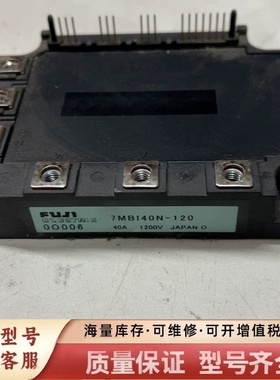 FUJI
ELECTRIC
7MBI40N-120
00006
40A 1200V JAPAN O
型号
客服
海量库存·可维修·可开增值税
质量保证 型号齐全